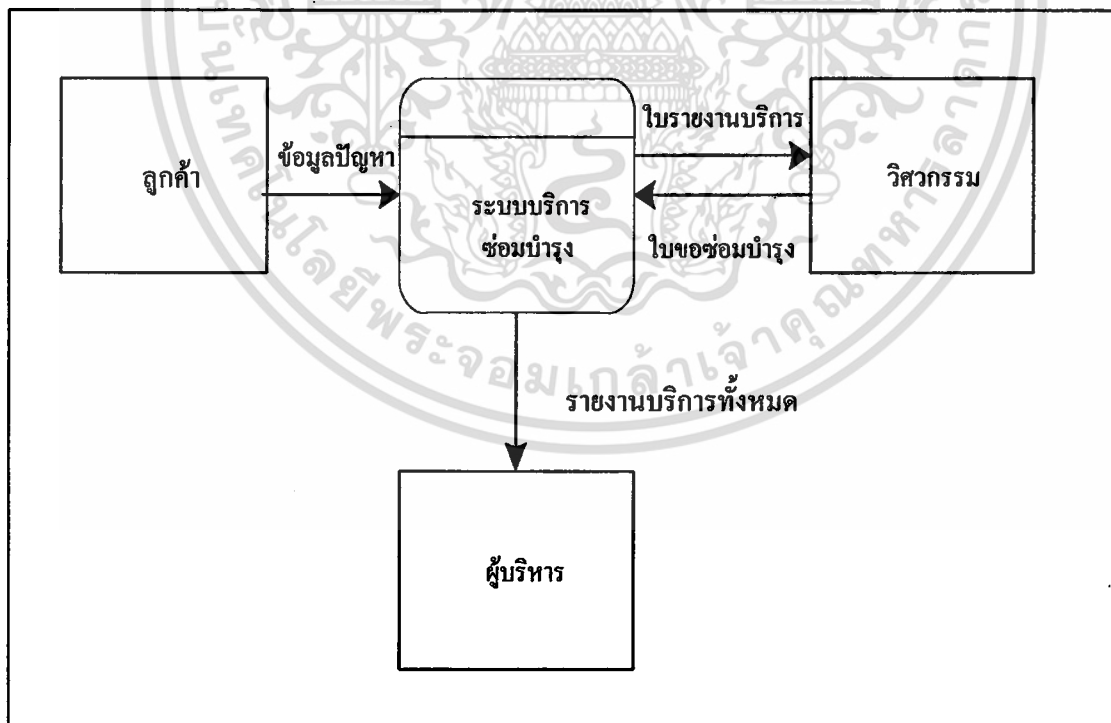 ลูกค้า
ข้อมูลปัญหา
ระบบบริการ
ซ่อมบำรุง
ใบรายงานบริการ
ใบขอซ่อมบำรุง
วิศวกรรม
รายงานบริการทั้งหมด
ผู้บริหาร